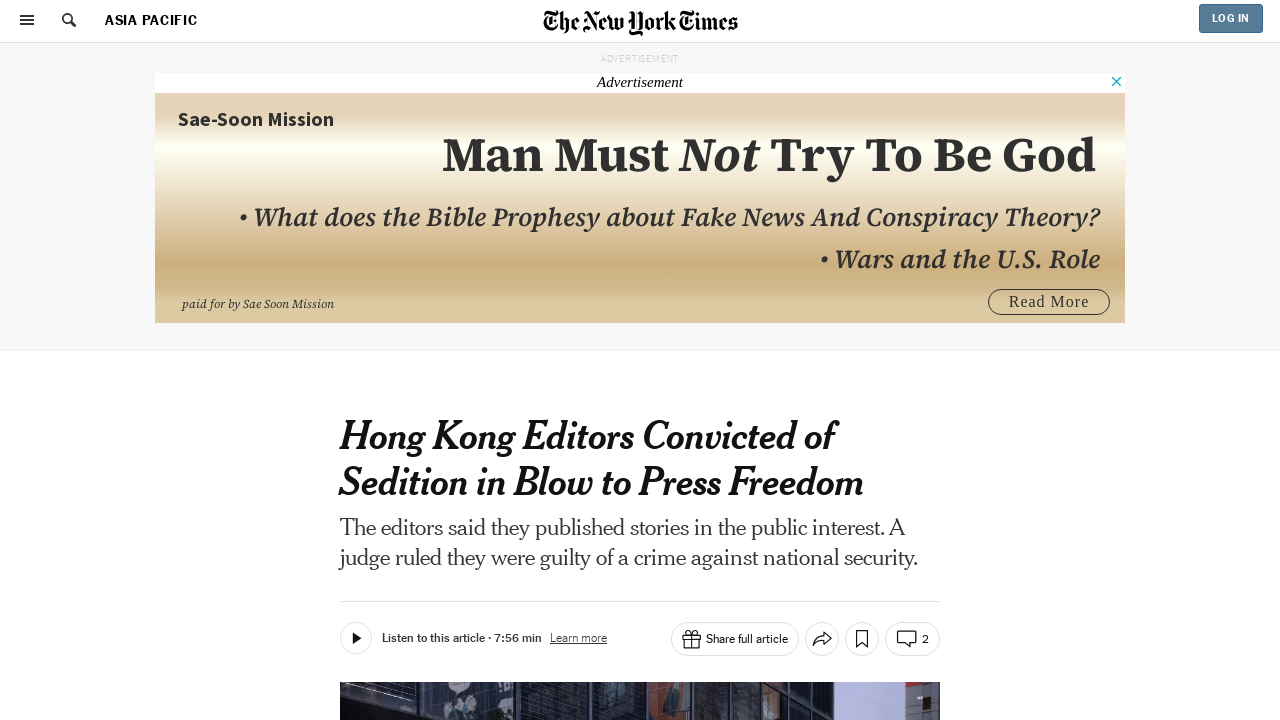 ASIA PACIFIC
The New York Times
LOG IN
ADVERTISEMENT
Advertisement
Sae-Soon Mission
Man Must Not Try To Be God
• What does the Bible Prophesy about Fake News And Conspiracy Theory?
• Wars and the U.S. Role
paid for by Sae Soon Mission
Read More
Hong Kong Editors Convicted of
Sedition in Blow to Press Freedom
The editors said they published stories in the public interest. A
judge ruled they were guilty of a crime against national security.
Listen to this article · 7:56 min Learn more
Share full article
2